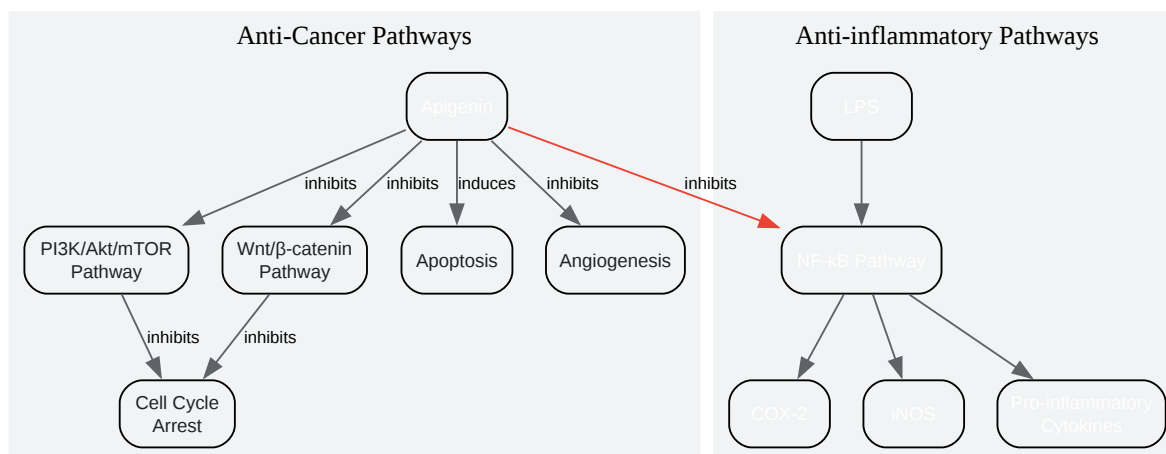 Anti-Cancer Pathways
Anti-inflammatory Pathways
Apigenin
LPS
inhibits
inhibits
induces
inhibits
inhibits
PI3K/Akt/mTOR
Pathway
Wnt/β-catenin
Pathway
Apoptosis
Angiogenesis
NF-κB Pathway
inhibits
inhibits
Cell Cycle
Arrest
COX-2
iNOS
Pro-inflammatory
Cytokines